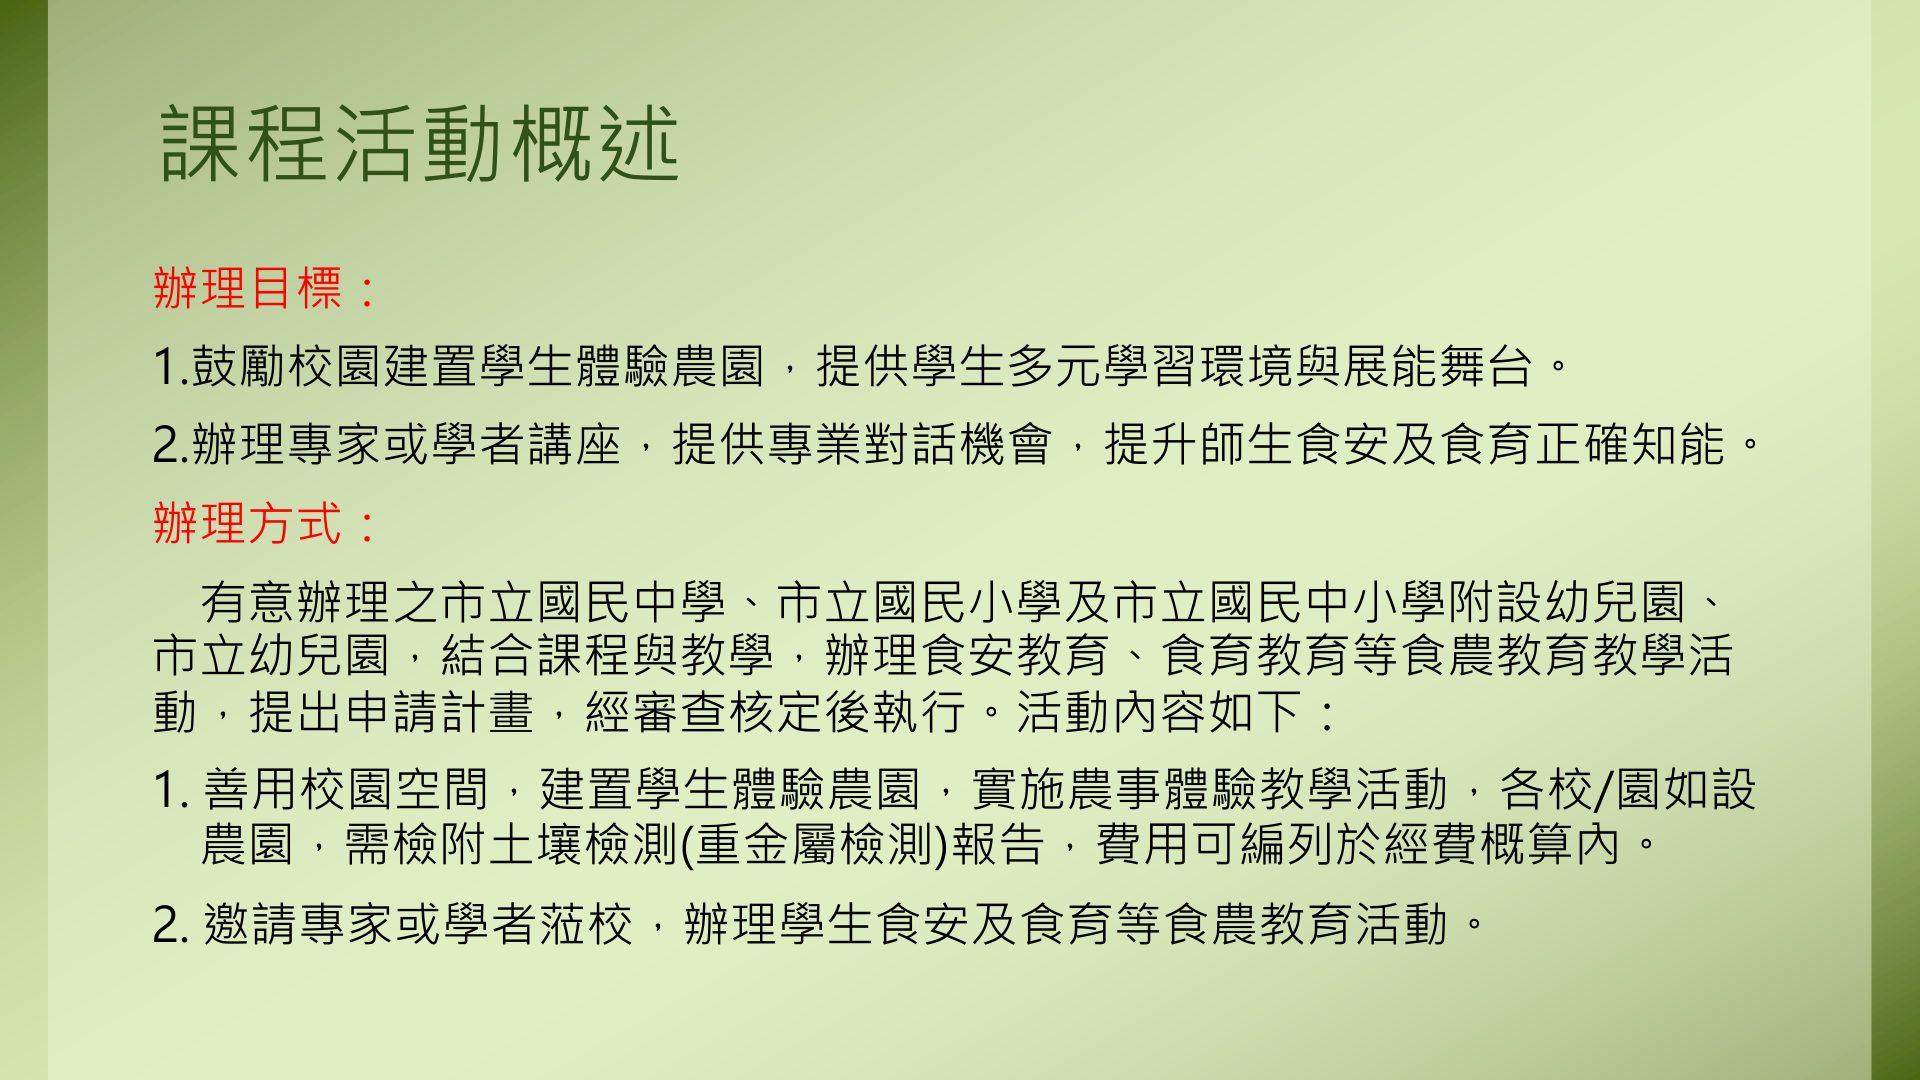 課程活動概述
辦理目標：
1.鼓勵校園建置學生體驗農園，提供學生多元學習環境與展能舞台。
2.辦理專家或學者講座，提供專業對話機會，提升師生食安及食育正確知能。
辦理方式：
有意辦理之市立國民中學、市立國民小學及市立國民中小學附設幼兒園、
市立幼兒園，結合課程與教學，辦理食安教育、食育教育等食農教育教學活
動，提出申請計畫，經審查核定後執行。活動內容如下：
1. 善用校園空間，建置學生體驗農園，實施農事體驗教學活動，各校/園如設
農園，需檢附土壤檢測(重金屬檢測)報告，費用可編列於經費概算內。
2. 邀請專家或學者蒞校，辦理學生食安及食育等食農教育活動。